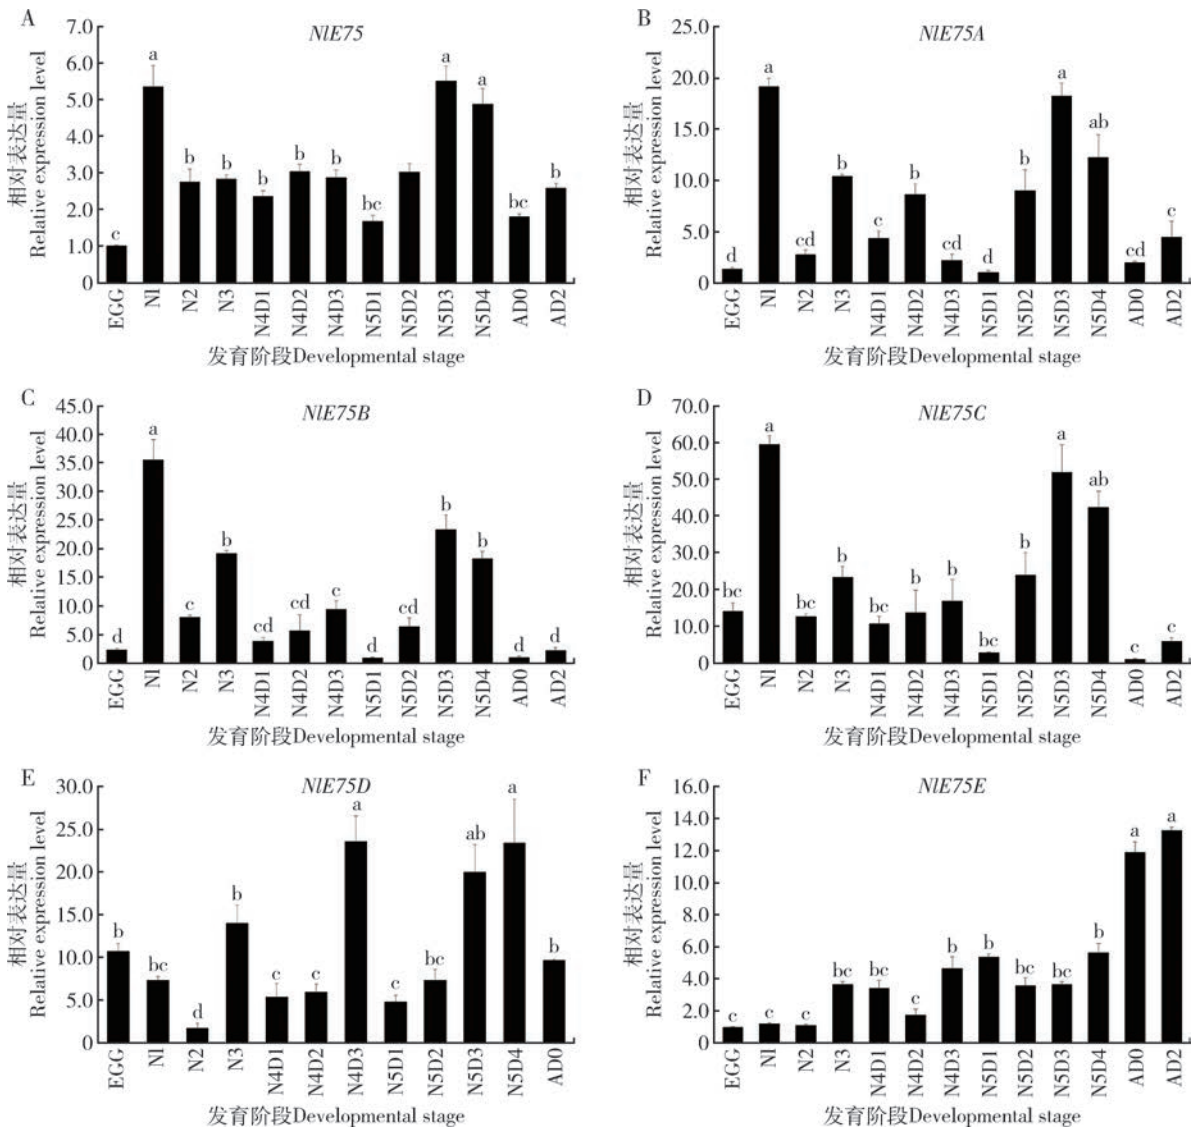 A
NlE75
相对表达量
Relative expression level
7.0
6.0
5.0
4.0
3.0
2.0
1.0
0
c a b b b b b bc a a bc b
EGG N1 N2 N3 N4D1 N4D2 N4D3 N5D1 N5D2 N5D3 N5D4 AD0 AD2
发育阶段Developmental stage
B
NlE75A
相对表达量
Relative expression level
25.0
20.0
15.0
10.0
5.0
0
d a cd b c b cd d b a ab cd c
EGG N1 N2 N3 N4D1 N4D2 N4D3 N5D1 N5D2 N5D3 N5D4 AD0 AD2
发育阶段Developmental stage
C
NlE75B
相对表达量
Relative expression level
45.0
40.0
35.0
30.0
25.0
20.0
15.0
10.0
5.0
0
d a c b cd cd c d cd b b d d
EGG N1 N2 N3 N4D1 N4D2 N4D3 N5D1 N5D2 N5D3 N5D4 AD0 AD2
发育阶段Developmental stage
D
NlE75C
相对表达量
Relative expression level
70.0
60.0
50.0
40.0
30.0
20.0
10.0
0
bc a bc b bc b b bc b a ab c c
EGG N1 N2 N3 N4D1 N4D2 N4D3 N5D1 N5D2 N5D3 N5D4 AD0 AD2
发育阶段Developmental stage
E
NlE75D
相对表达量
Relative expression level
30.0
25.0
20.0
15.0
10.0
5.0
0
b bc d b c c a c bc ab a b
EGG N1 N2 N3 N4D1 N4D2 N4D3 N5D1 N5D2 N5D3 N5D4 AD0
发育阶段Developmental stage
F
NlE75E
相对表达量
Relative expression level
16.0
14.0
12.0
10.0
8.0
6.0
4.0
2.0
0
c c c bc bc c b b bc bc b a a
EGG N1 N2 N3 N4D1 N4D2 N4D3 N5D1 N5D2 N5D3 N5D4 AD0 AD2
发育阶段Developmental stage